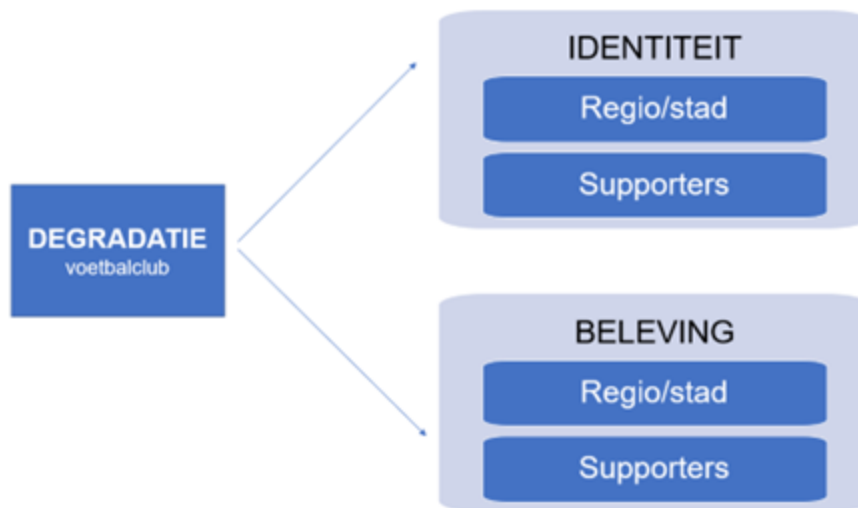 DEGRADATIE
voetbalclub
IDENTITEIT
Regio/stad
Supporters
BELEVING
Regio/stad
Supporters